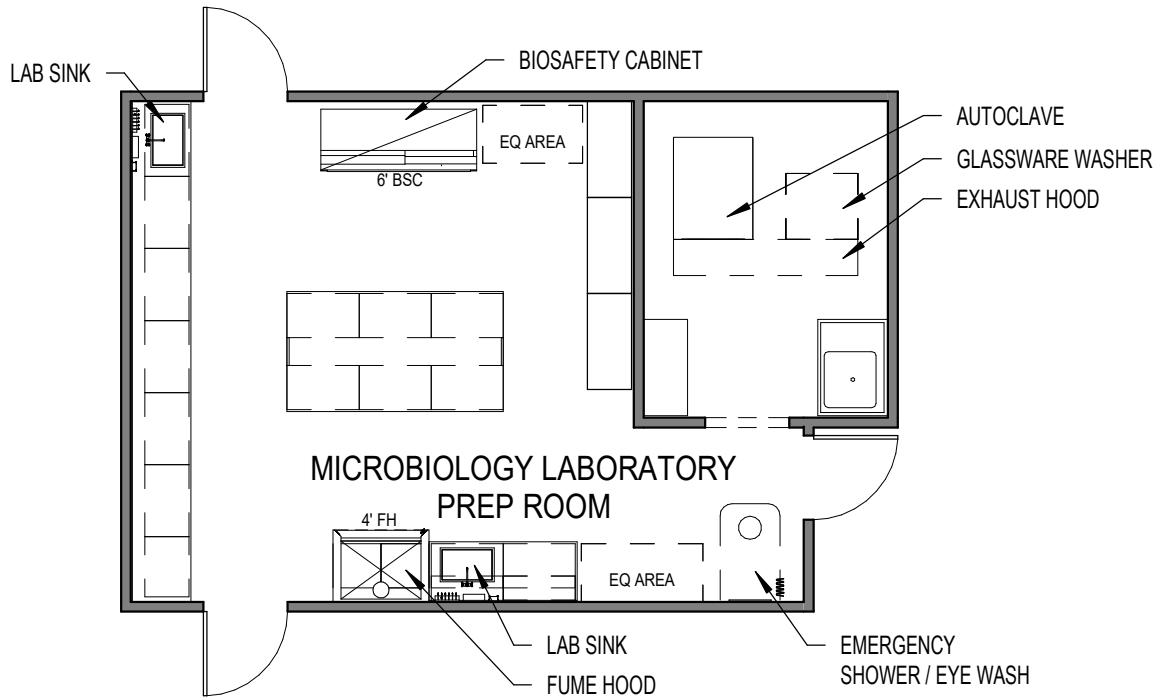 LAB SINK
BIOSAFETY CABINET
AUTOCLAVE
GLASSWARE WASHER
EXHAUST HOOD
EQ AREA
6' BSC
MICROBIOLOGY LABORATORY
PREP ROOM
4' FH
EQ AREA
LAB SINK
FUME HOOD
EMERGENCY
SHOWER / EYE WASH